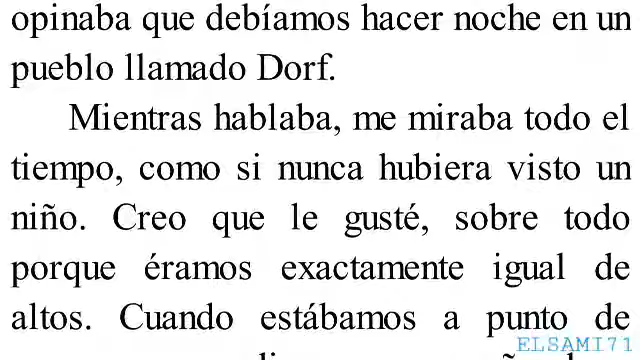 opinaba que debíamos hacer noche en un
pueblo llamado Dorf.
Mientras hablaba, me miraba todo el
tiempo, como si nunca hubiera visto un
niño. Creo que le gusté, sobre todo
porque éramos exactamente igual de
altos. Cuando estábamos a punto de
ELSAMI71